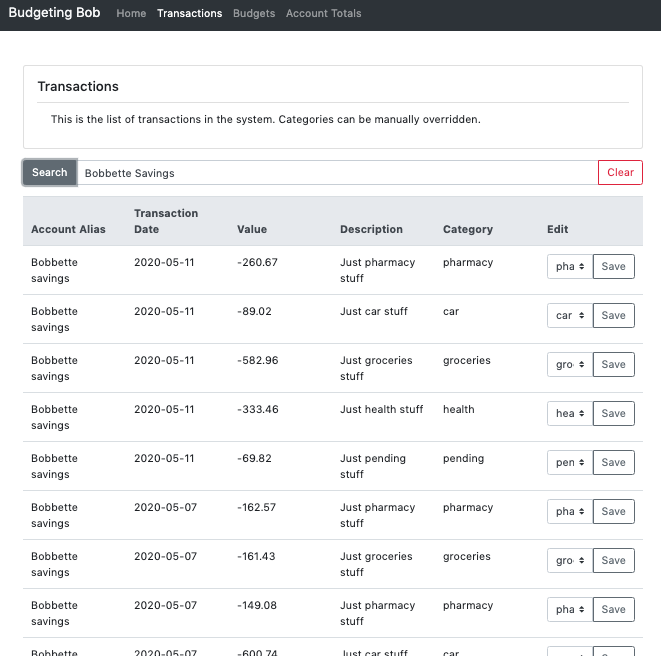 Budgeting Bob Home Transactions Budgets Account Totals
Transactions
This is the list of transactions in the system. Categories can be manually overridden.
Search Bobbette Savings Clear
Transaction
Account Alias Date Value Description Category Edit
Bobbette 2020-05-11 -260.67 Just pharmacy pharmacy pha Save
savings stuff
Bobbette 2020-05-11 -89.02 Just car stuff car car Save
savings
Bobbette 2020-05-11 -582.96 Just groceries groceries gro Save
savings stuff
Bobbette 2020-05-11 -333.46 Just health stuff health hea Save
savings
Bobbette 2020-05-11 -69.82 Just pending pending pen Save
savings stuff
Bobbette 2020-05-07 -162.57 Just pharmacy pharmacy pha Save
savings stuff
Bobbette 2020-05-07 -161.43 Just groceries groceries gro Save
savings stuff
Bobbette 2020-05-07 -149.08 Just pharmacy pharmacy pha Save
savings stuff
Bobbette 2020-05-07 -600.74 Just car stuff car